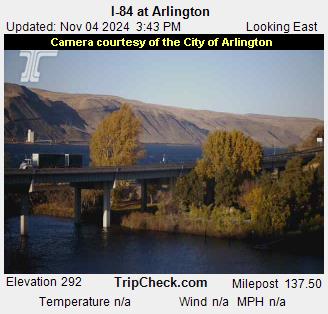 I-84 at Arlington
Updated: Nov 04 2024 3:43 PM Looking East
Camera courtesy of the City of Arlington
Elevation 292 TripCheck.com Milepost 137.50
Temperature n/a Wind n/a MPH n/a